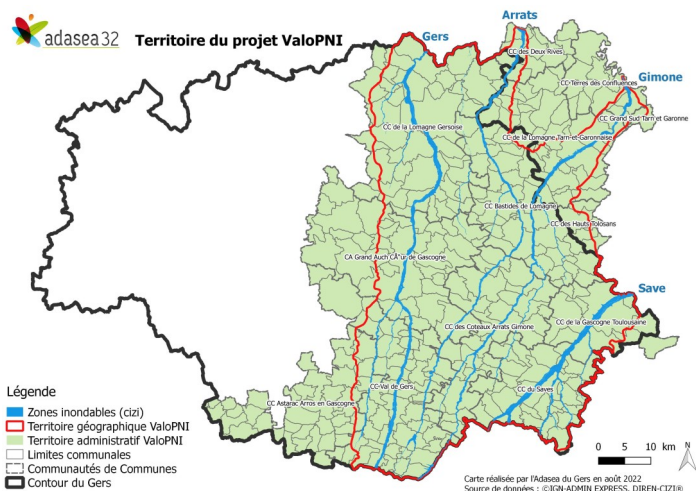 adasea32
Territoire du projet ValoPNI
Gers
Arrats
Gimone
Save
CC des Deux Rives
CC Terres des Confluences
CC Grand Sud Tarn et Garonne
CC de la Lomagne Gersoise
CC de la Lomagne Tarn-et-Garonnaise
CC Bastides de Lomagne
CC des Hauts Tolosans
CA Grand Auch CÅ“ur de Gascogne
CC des Coteaux Arrats Gimone
CC de la Gascogne Toulousaine
CC Val de Gers
CC du Saves
CC Astarac Arros en Gascogne
Légende
Zones inondables (cizi)
Territoire géographique ValoPNI
Territoire administratif ValoPNI
Limites communales
Communautés de Communes
Contour du Gers
0 5 10 km
N
Carte réalisée par l'Adasea du Gers en août 2022
Source de données : ©IGN-ADMIN EXPRESS, DIREN-CIZI®